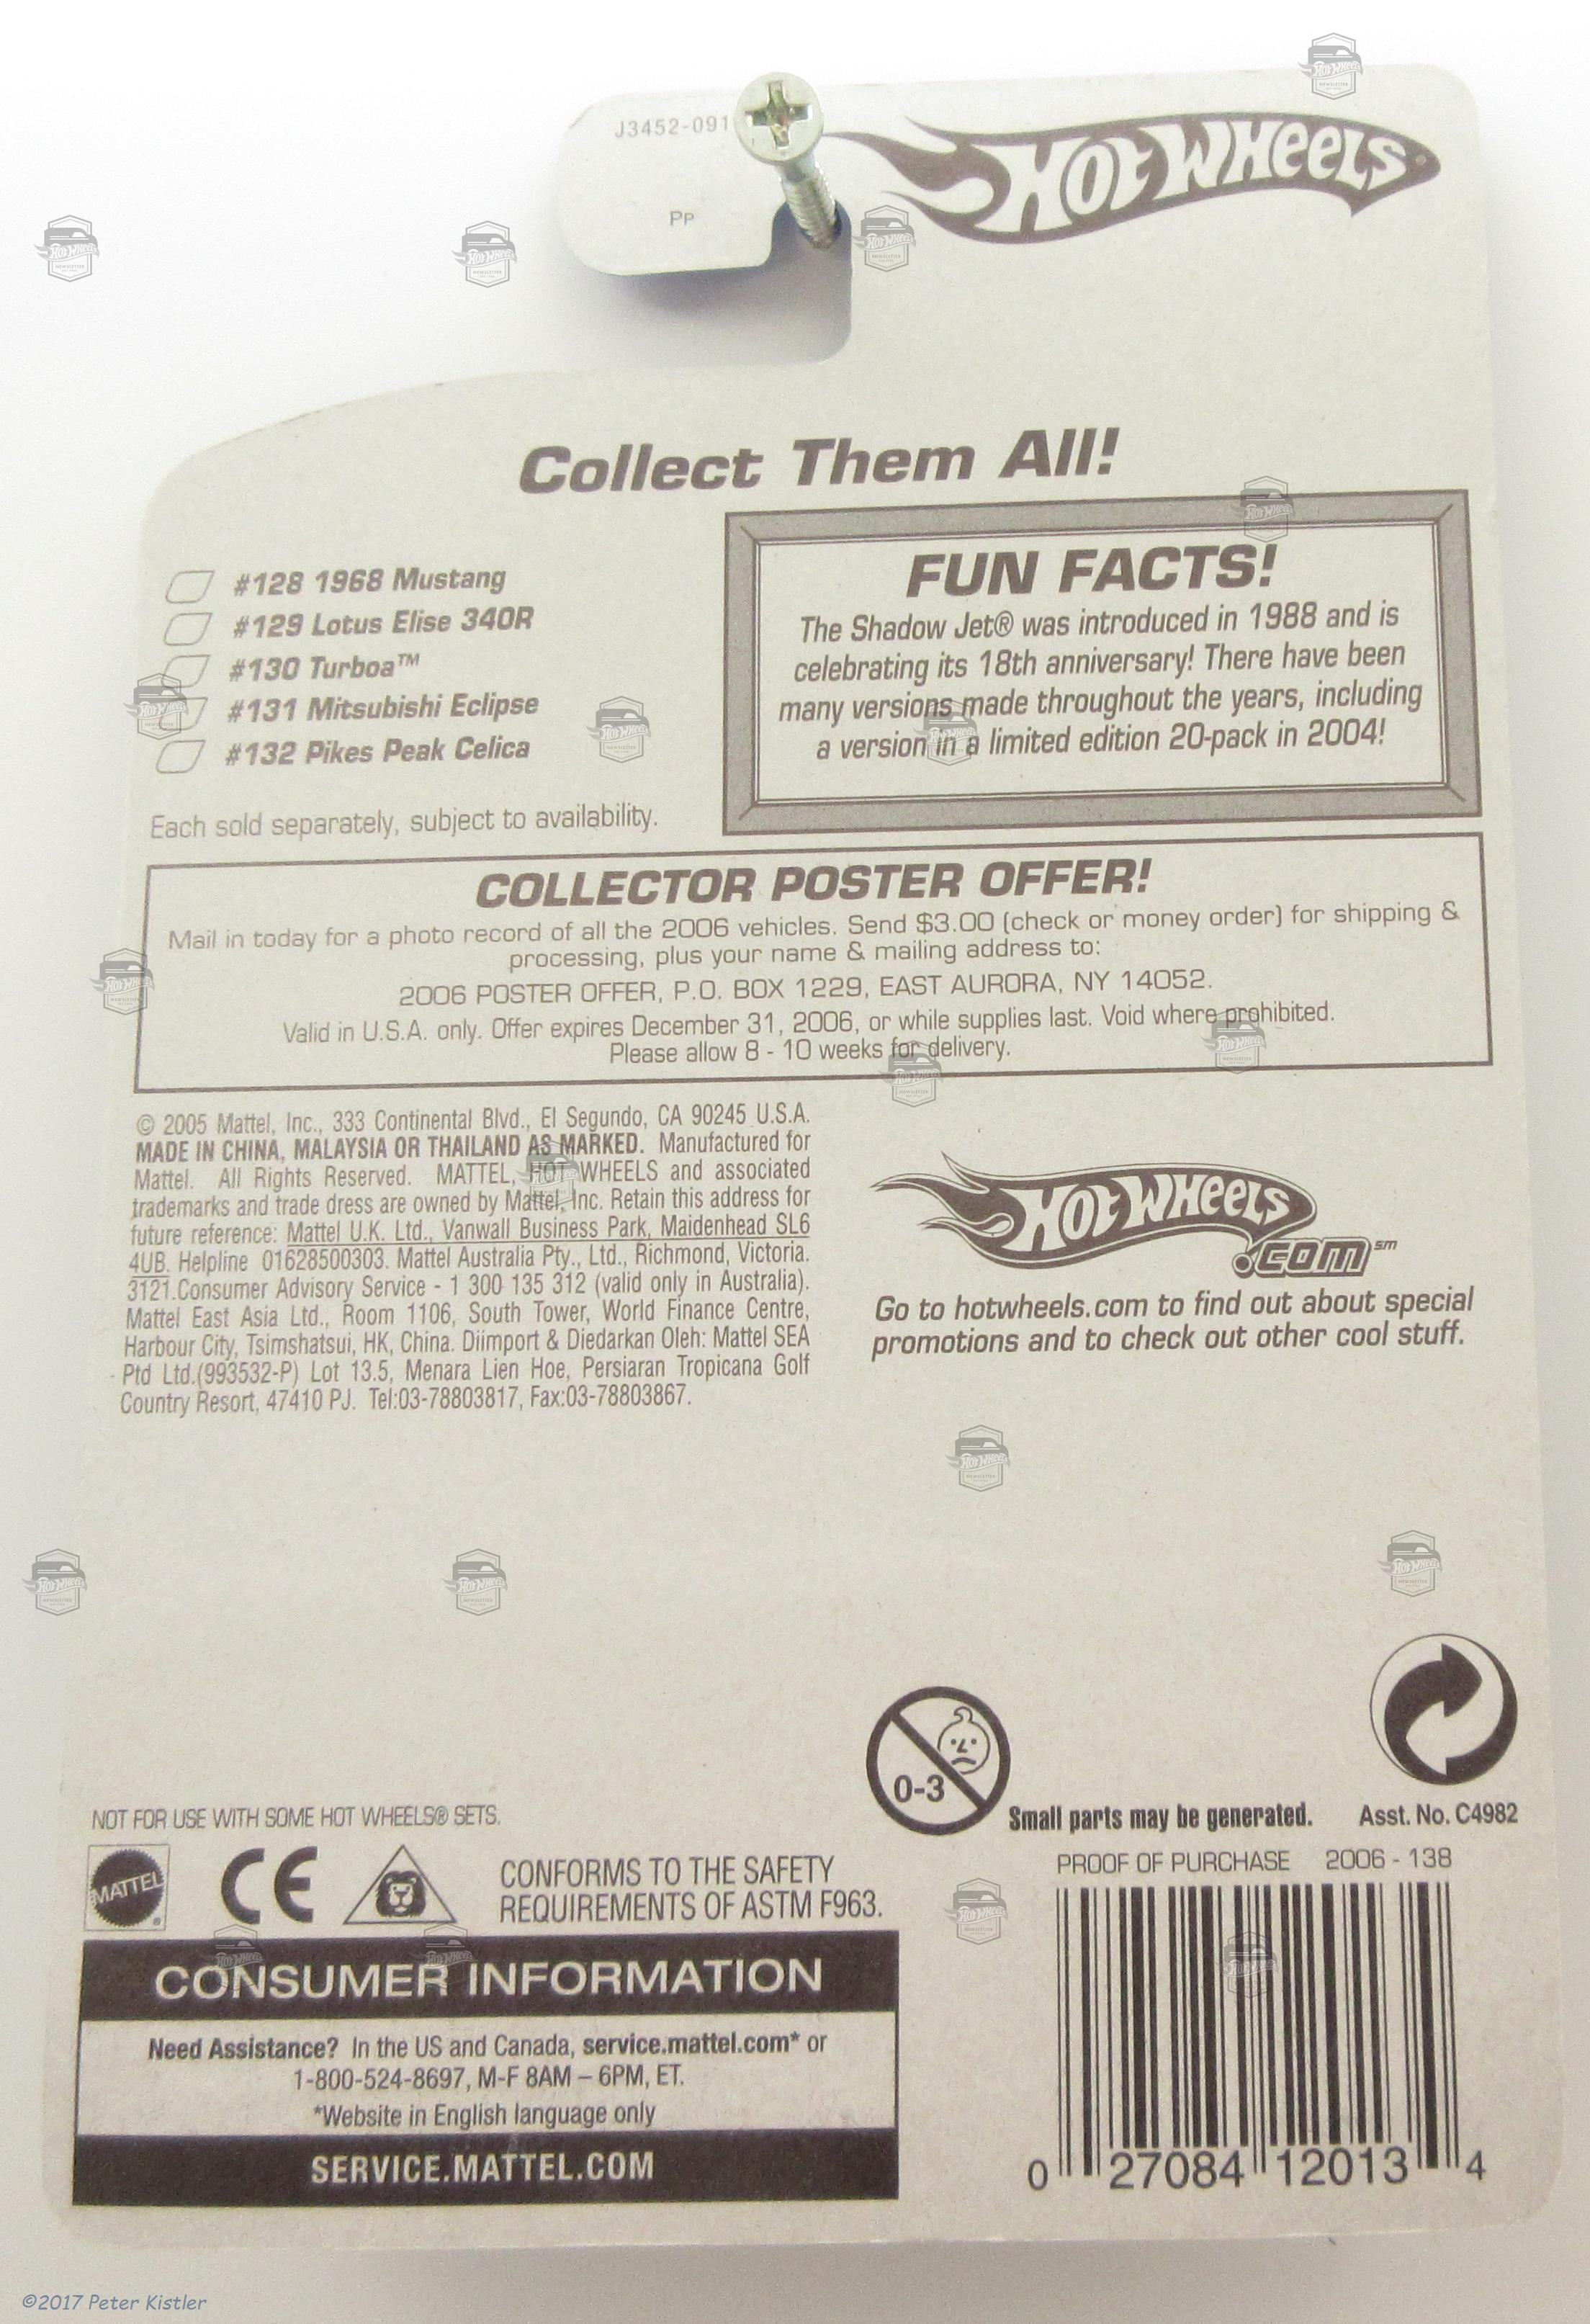 J3452-091
PP
HOT WHEELS
Collect Them All!
#128 1968 Mustang
#129 Lotus Elise 340R
#130 Turboa™
#131 Mitsubishi Eclipse
#132 Pikes Peak Celica
Each sold separately, subject to availability.
FUN FACTS!
The Shadow Jet® was introduced in 1988 and is
celebrating its 18th anniversary! There have been
many versions made throughout the years, including
a version in a limited edition 20-pack in 2004!
COLLECTOR POSTER OFFER!
Mail in today for a photo record of all the 2006 vehicles. Send $3.00 (check or money order) for shipping &
processing, plus your name & mailing address to:
2006 POSTER OFFER, P.O. BOX 1229, EAST AURORA, NY 14052.
Valid in U.S.A. only. Offer expires December 31, 2006, or while supplies last. Void where prohibited.
Please allow 8 - 10 weeks for delivery.
© 2005 Mattel, Inc., 333 Continental Blvd., El Segundo, CA 90245 U.S.A.
MADE IN CHINA, MALAYSIA OR THAILAND AS MARKED. Manufactured for
Mattel. All Rights Reserved. MATTEL, HOT WHEELS and associated
trademarks and trade dress are owned by Mattel, Inc. Retain this address for
future reference: Mattel U.K. Ltd., Vanwall Business Park, Maidenhead SL6
4UB. Helpline 01628500303. Mattel Australia Pty., Ltd., Richmond, Victoria.
3121.Consumer Advisory Service - 1 300 135 312 (valid only in Australia).
Mattel East Asia Ltd., Room 1106, South Tower, World Finance Centre,
Harbour City, Tsimshatsui, HK, China. Diimport & Diedarkan Oleh: Mattel SEA
Ptd Ltd.(993532-P) Lot 13.5, Menara Lien Hoe, Persiaran Tropicana Golf
Country Resort, 47410 PJ. Tel:03-78803817, Fax:03-78803867.
HOT WHEELS
.COM℠
Go to hotwheels.com to find out about special
promotions and to check out other cool stuff.
0-3
Small parts may be generated.
Asst. No. C4982
NOT FOR USE WITH SOME HOT WHEELS® SETS.
MATTEL®
CE
CONFORMS TO THE SAFETY
REQUIREMENTS OF ASTM F963.
PROOF OF PURCHASE 2006 - 138
CONSUMER INFORMATION
Need Assistance? In the US and Canada, service.mattel.com* or
1-800-524-8697, M-F 8AM – 6PM, ET.
*Website in English language only
SERVICE.MATTEL.COM
0 27084 12013 4
©2017 Peter Kistler